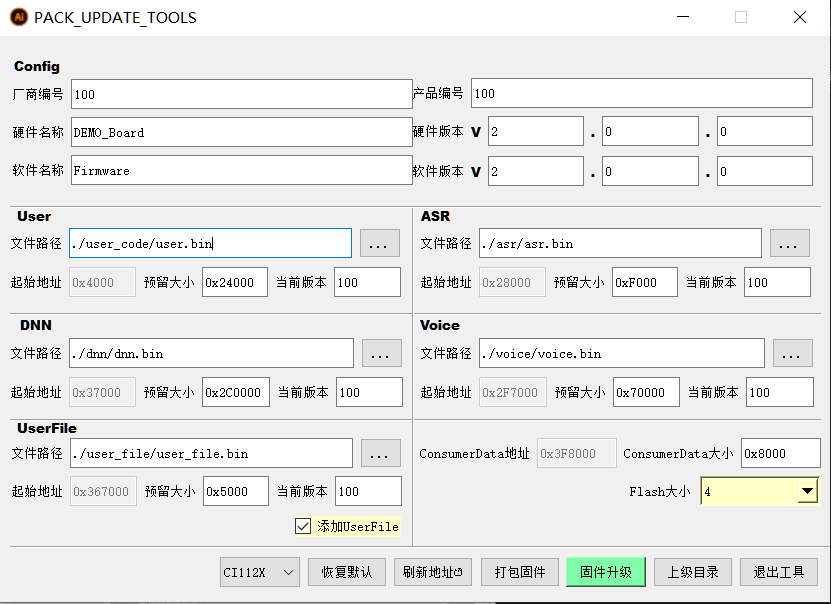 PACK_UPDATE_TOOLS
Config
厂商编号 100 产品编号 100
硬件名称 DEMO_Board 硬件版本 V 2 . 0 . 0
软件名称 Firmware 软件版本 V 2 . 0 . 0
User
文件路径 ./user_code/user.bin ...
起始地址 0x4000 预留大小 0x24000 当前版本 100
ASR
文件路径 ./asr/asr.bin ...
起始地址 0x28000 预留大小 0xF000 当前版本 100
DNN
文件路径 ./dnn/dnn.bin ...
起始地址 0x37000 预留大小 0x2C0000 当前版本 100
Voice
文件路径 ./voice/voice.bin ...
起始地址 0x2F7000 预留大小 0x70000 当前版本 100
UserFile
文件路径 ./user_file/user_file.bin ...
起始地址 0x367000 预留大小 0x5000 当前版本 100
添加UserFile
ConsumerData地址 0x3F8000 ConsumerData大小 0x8000
Flash大小 4
CI112X 恢复默认 刷新地址 打包固件 固件升级 上级目录 退出工具